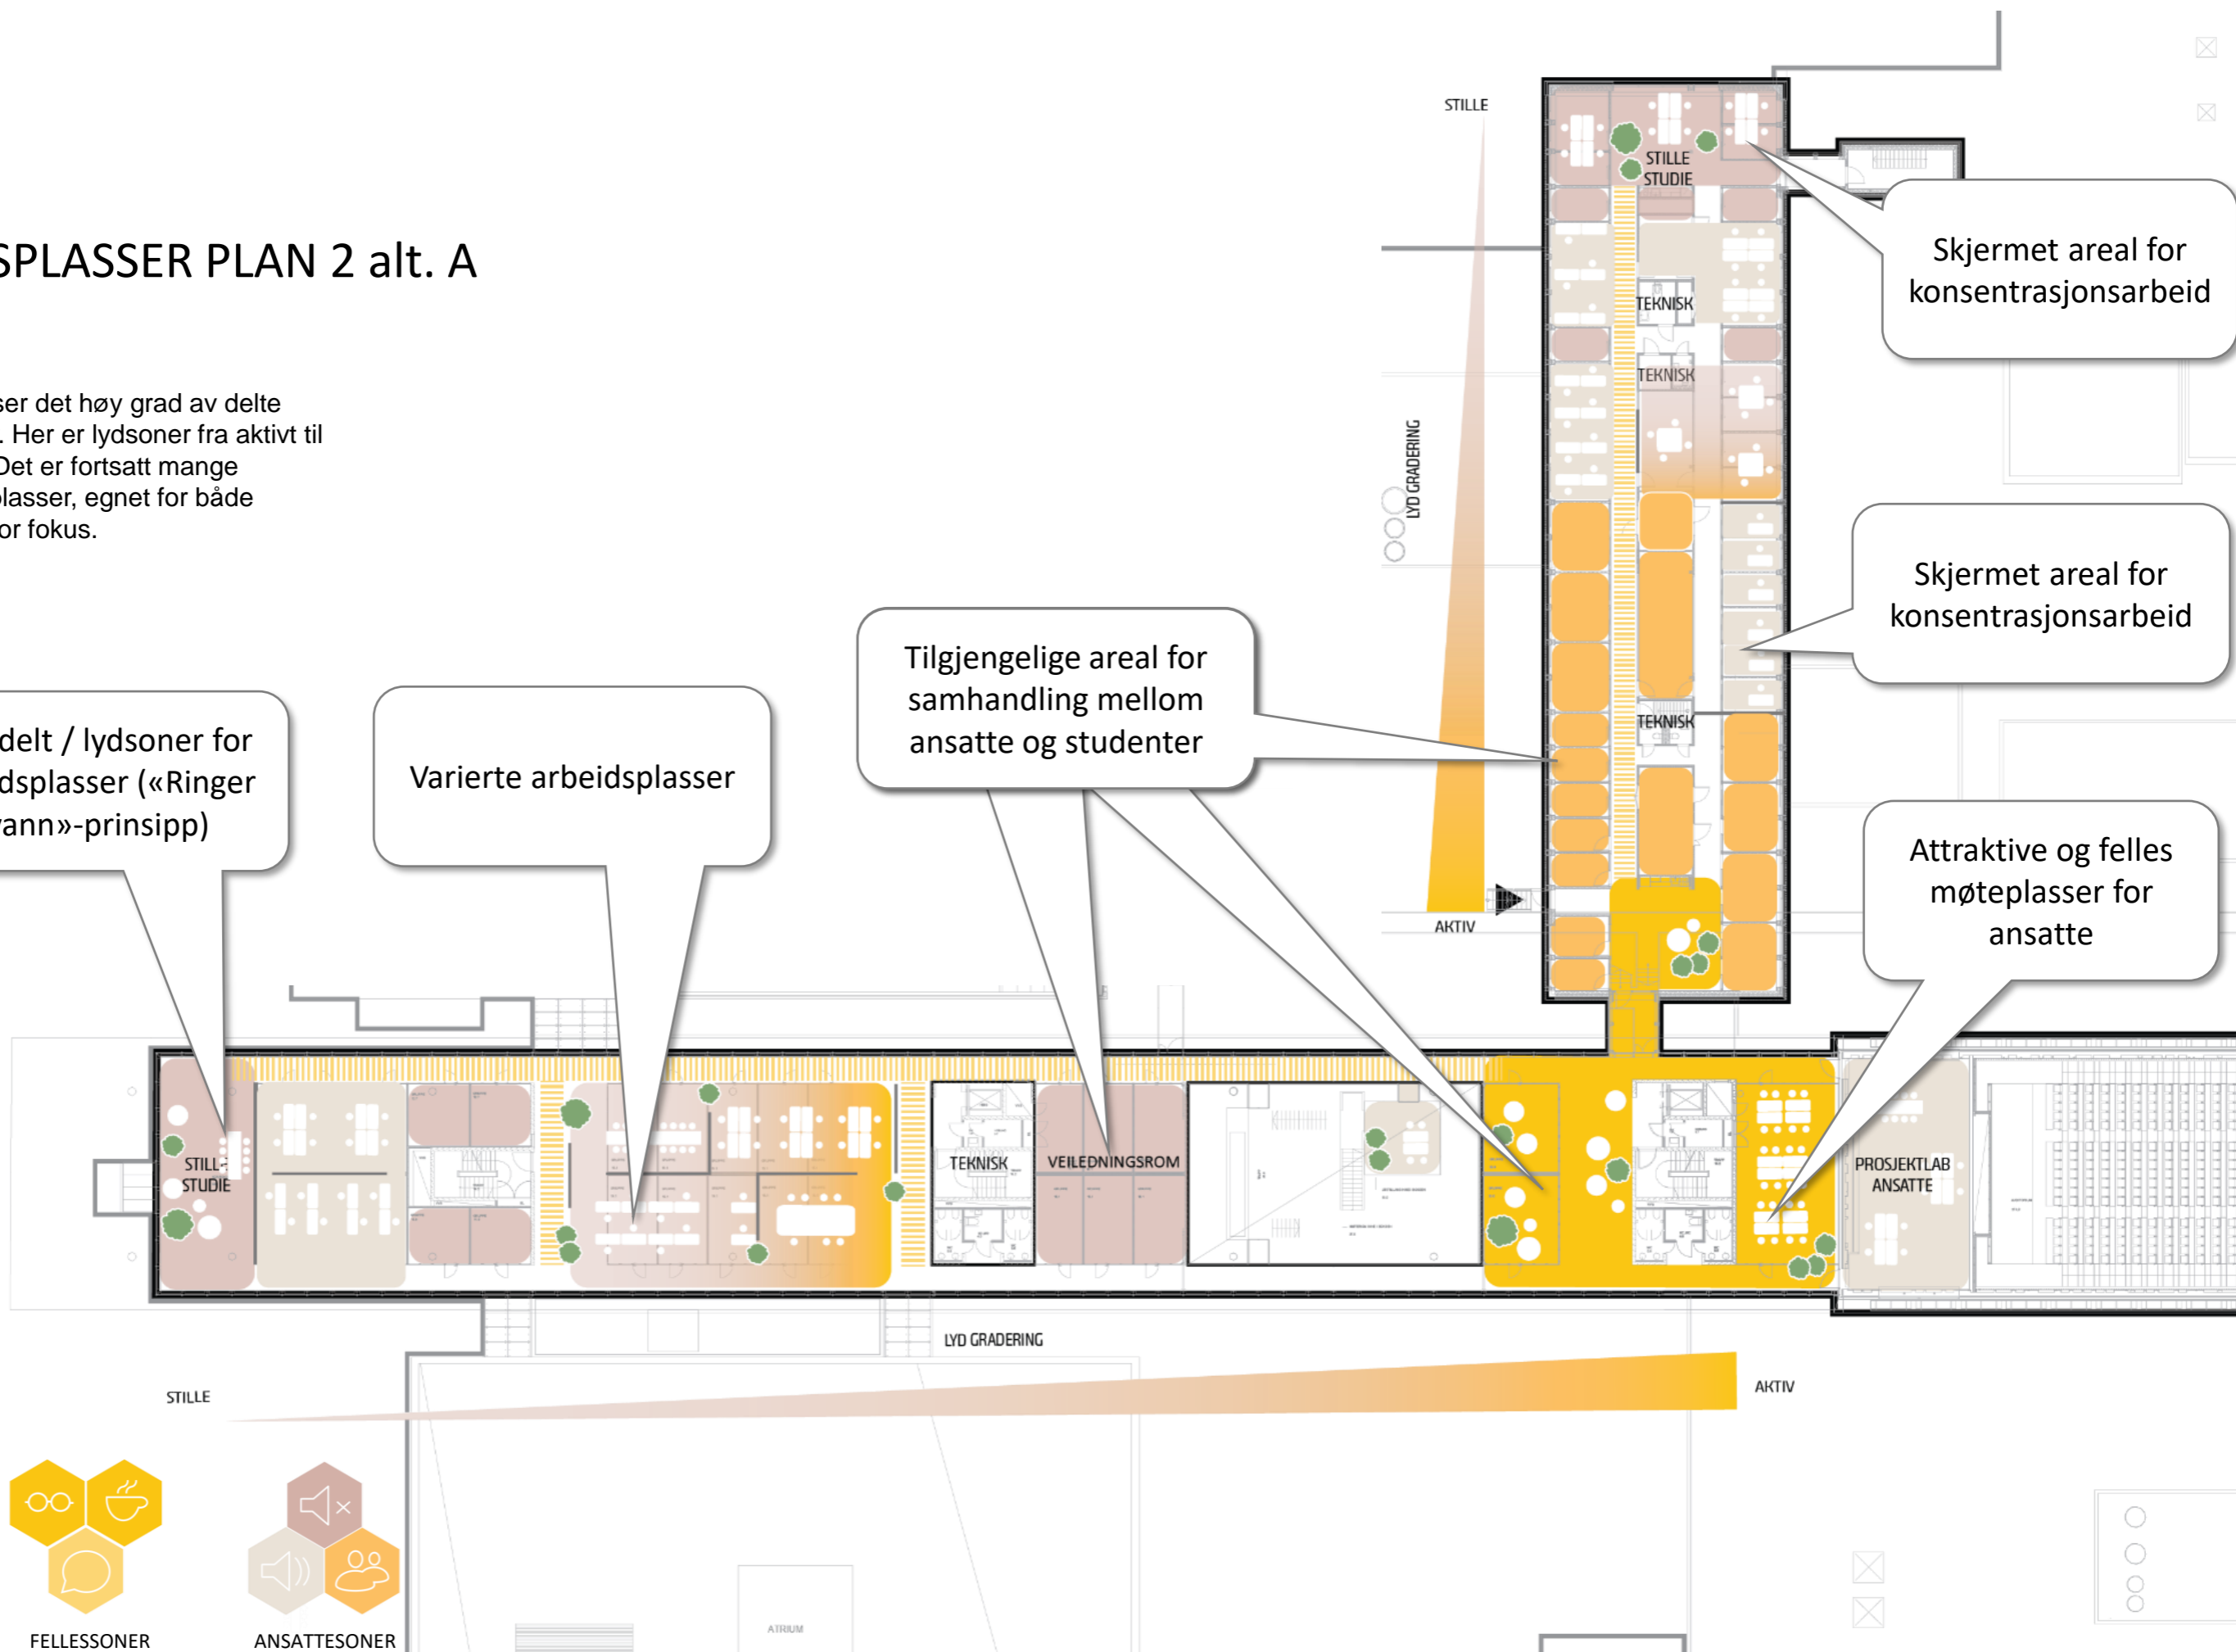 SPLASSER PLAN 2 alt. A
ser det høy grad av delte
. Her er lydsoner fra aktivt til
Det er fortsatt mange
lasser, egnet for både
or fokus.
delt / lydsoner for
dsplasser («Ringer
vann»-prinsipp)
Varierte arbeidsplasser
Tilgjengelige areal for
samhandling mellom
ansatte og studenter
Skjermet areal for
konsentrasjonsarbeid
Skjermet areal for
konsentrasjonsarbeid
Attraktive og felles
møteplasser for
ansatte
STILLE
LYD GRADERING
AKTIV
STILLE
STUDIE
TEKNISK
TEKNISK
TEKNISK
STILLE
STUDIE
TEKNISK
VEILEDNINGSROM
PROSJEKTLAB
ANSATTE
LYD GRADERING
STILLE
AKTIV
ATRIUM
FELLESSONER
ANSATTESONER